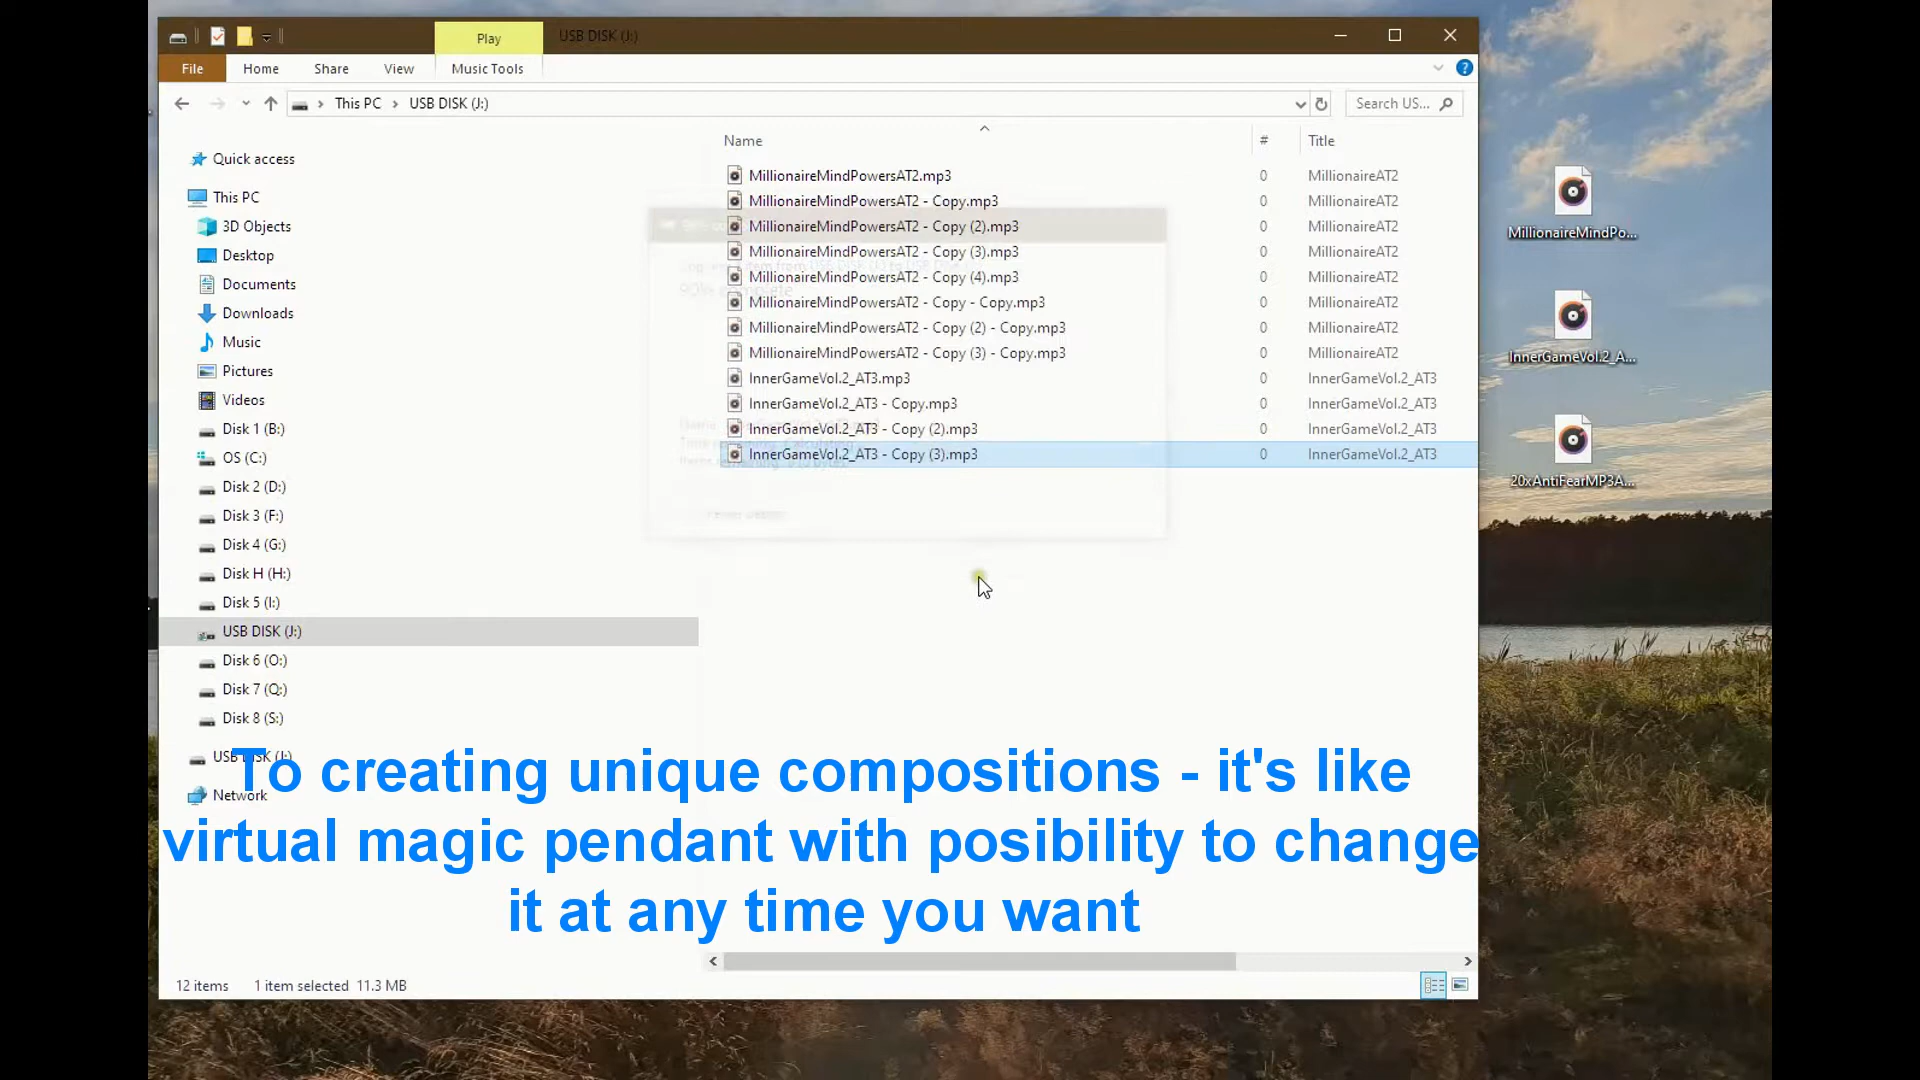 Play
USB DISK (J:)
File
Home
Share
View
Music Tools
This PC
USB DISK (J:)
Search US...
Name
#
Title
Quick access
This PC
3D Objects
Desktop
Documents
Downloads
Music
Pictures
Videos
Disk 1 (B:)
OS (C:)
Disk 2 (D:)
Disk 3 (F:)
Disk 4 (G:)
Disk H (H:)
Disk 5 (I:)
USB DISK (J:)
Disk 6 (O:)
Disk 7 (Q:)
Disk 8 (S:)
USB DISK (J:)
Network
MillionaireMindPowersAT2.mp3 0 MillionaireAT2
MillionaireMindPowersAT2 - Copy.mp3 0 MillionaireAT2
MillionaireMindPowersAT2 - Copy (2).mp3 0 MillionaireAT2
MillionaireMindPowersAT2 - Copy (3).mp3 0 MillionaireAT2
MillionaireMindPowersAT2 - Copy (4).mp3 0 MillionaireAT2
MillionaireMindPowersAT2 - Copy - Copy.mp3 0 MillionaireAT2
MillionaireMindPowersAT2 - Copy (2) - Copy.mp3 0 MillionaireAT2
MillionaireMindPowersAT2 - Copy (3) - Copy.mp3 0 MillionaireAT2
InnerGameVol.2_AT3.mp3 0 InnerGameVol.2_AT3
InnerGameVol.2_AT3 - Copy.mp3 0 InnerGameVol.2_AT3
InnerGameVol.2_AT3 - Copy (2).mp3 0 InnerGameVol.2_AT3
InnerGameVol.2_AT3 - Copy (3).mp3 0 InnerGameVol.2_AT3
MillionaireMindPo...
InnerGameVol.2_A...
20xAntiFearMP3A...
To creating unique compositions - it's like
virtual magic pendant with posibility to change
it at any time you want
12 items
1 item selected 11.3 MB